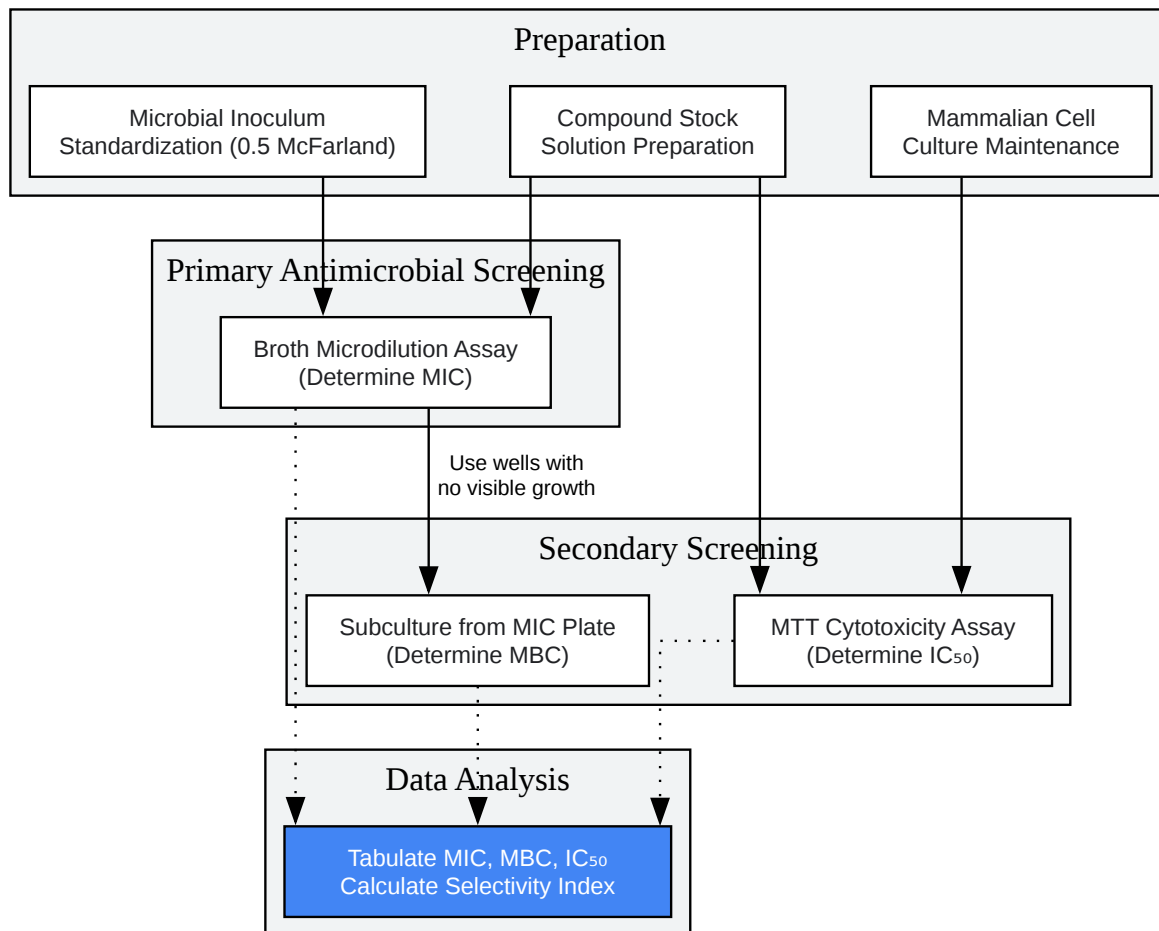 Preparation
Microbial Inoculum
Standardization (0.5 McFarland)
Compound Stock
Solution Preparation
Mammalian Cell
Culture Maintenance
Primary Antimicrobial Screening
Broth Microdilution Assay
(Determine MIC)
Use wells with
no visible growth
Secondary Screening
Subculture from MIC Plate
(Determine MBC)
MTT Cytotoxicity Assay
(Determine IC₅₀)
Data Analysis
Tabulate MIC, MBC, IC₅₀
Calculate Selectivity Index